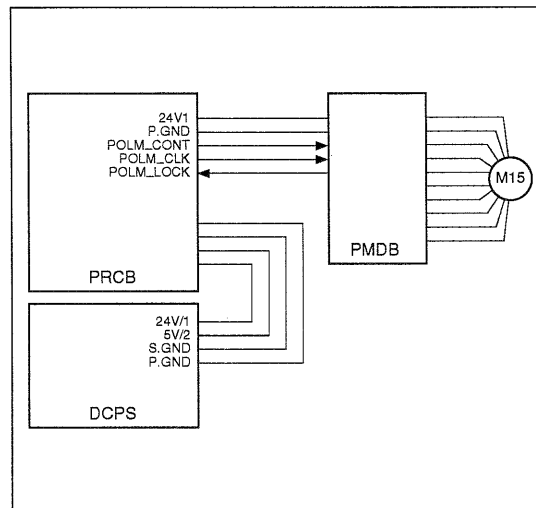 24V1
P.GND
POLM_CONT
POLM_CLK
POLM_LOCK
PRCB
PMDB
M15
24V/1
5V/2
S.GND
P.GND
DCPS